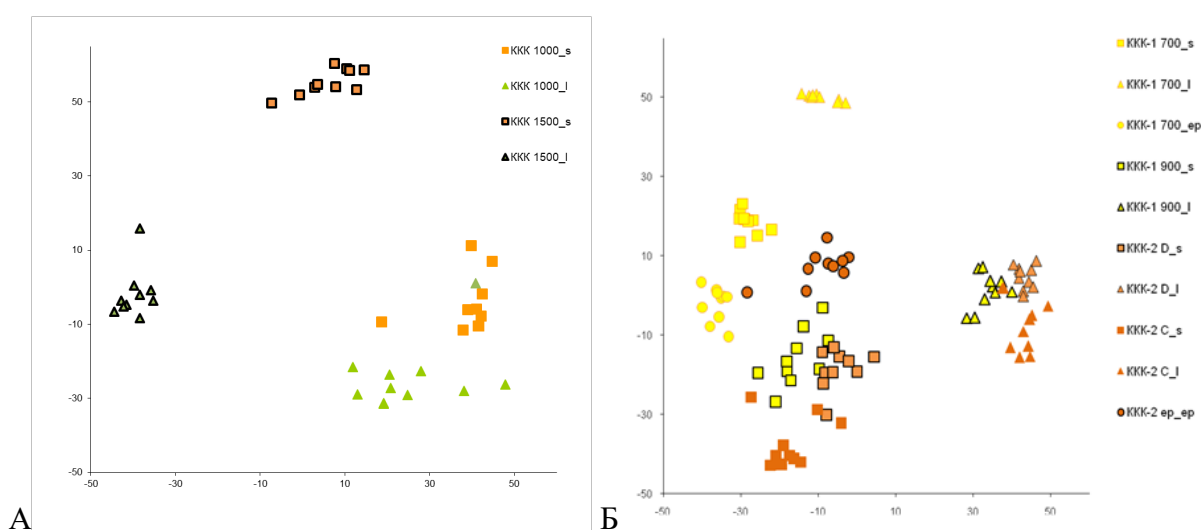 50
30
10
-10
-30
-50
-50
-30
-10
10
30
50
KKK 1000_s
KKK 1000_l
KKK 1500_s
KKK 1500_l
А
50
30
10
-10
-30
-50
-50
-30
-10
10
30
50
KKK-1 700_s
KKK-1 700_l
KKK-1 700_ep
KKK-1 900_s
KKK-1 900_l
KKK-2 D_s
KKK-2 D_l
KKK-2 C_s
KKK-2 C_l
KKK-2 ep_ep
Б